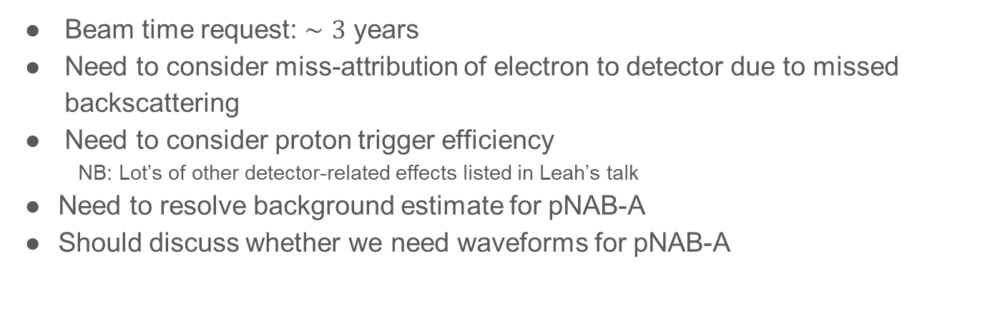 ● Beam time request: ~ 3 years
● Need to consider miss-attribution of electron to detector due to missed
backscattering
● Need to consider proton trigger efficiency
NB: Lot's of other detector-related effects listed in Leah's talk
● Need to resolve background estimate for pNAB-A
● Should discuss whether we need waveforms for pNAB-A